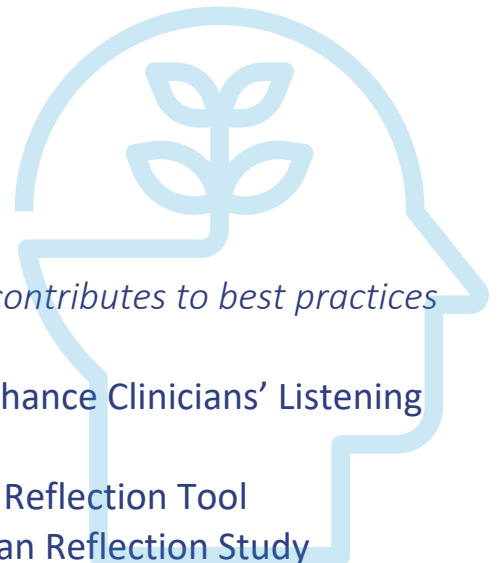 contributes to best practices
hance Clinicians’ Listening
Reflection Tool
an Reflection Study